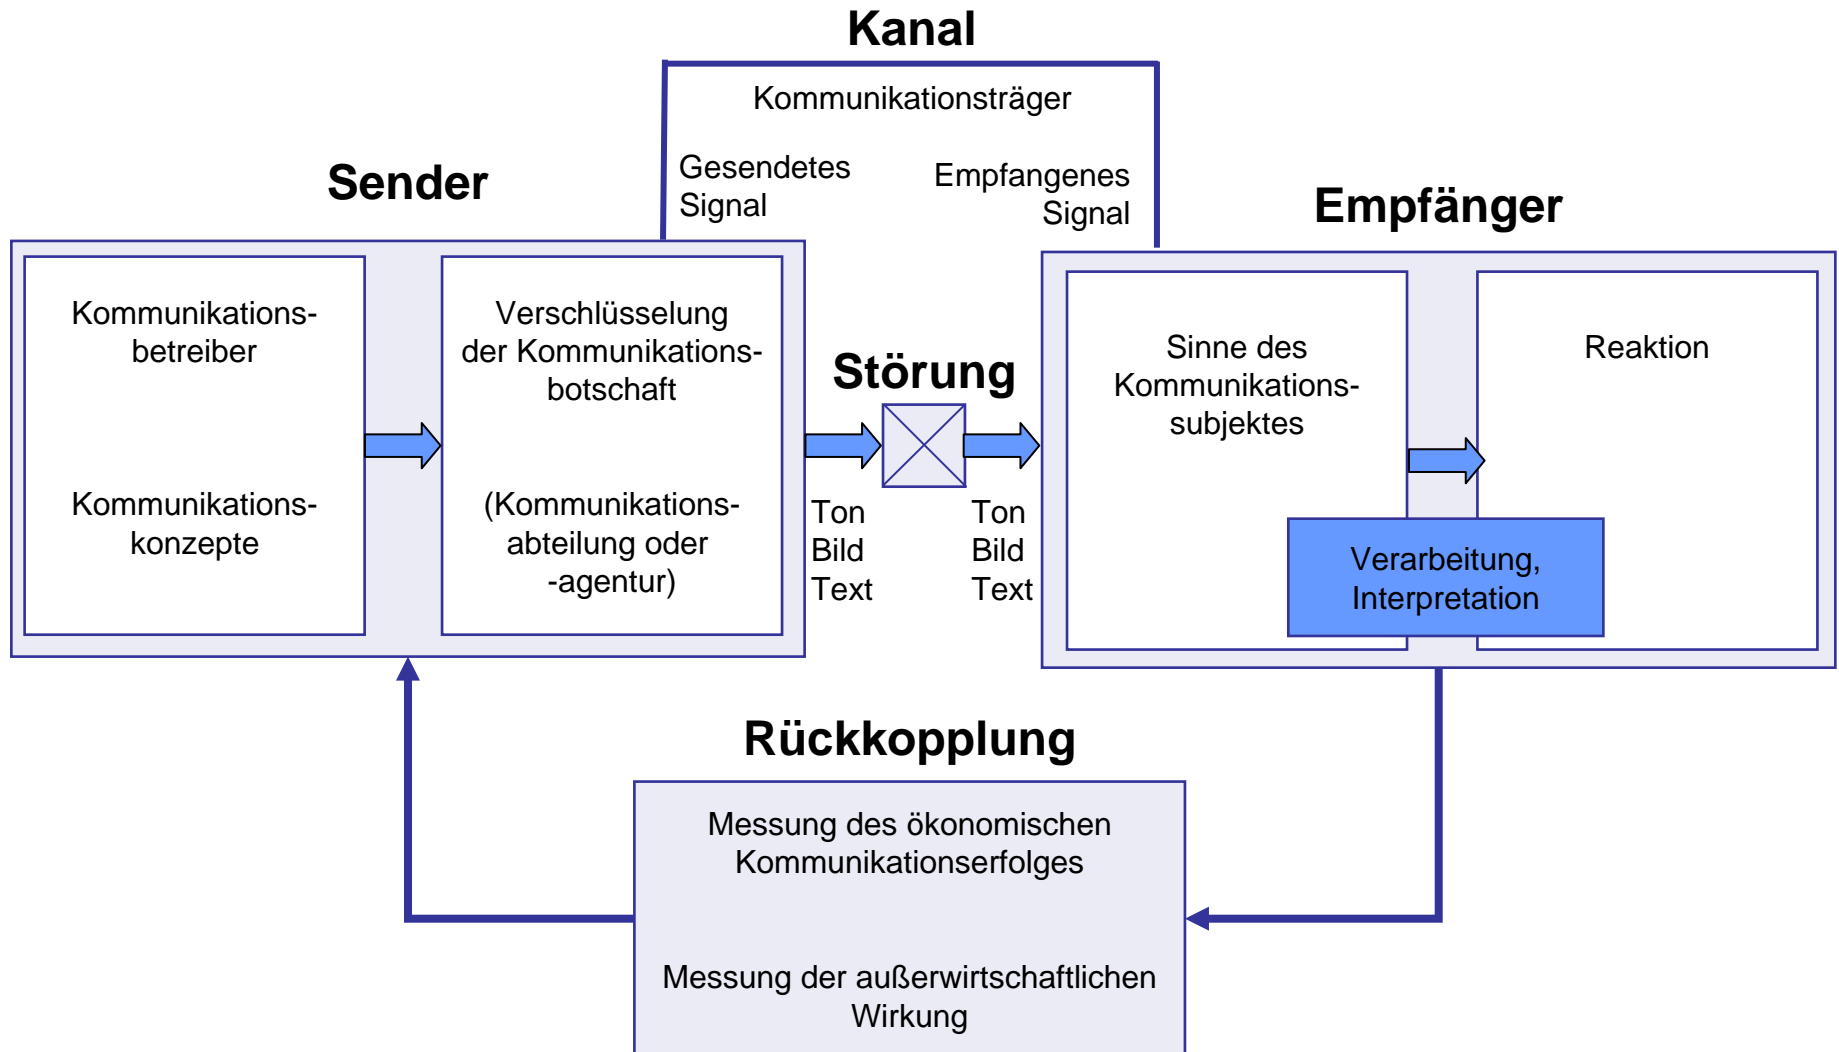 Kanal
Kommunikationsträger
Gesendetes
Signal
Empfangenes
Signal
Sender
Kommunikations-
betreiber
Kommunikations-
konzepte
Verschlüsselung
der Kommunikations-
botschaft
(Kommunikations-
abteilung oder
-agentur)
Störung
Ton
Bild
Text
Ton
Bild
Text
Empfänger
Sinne des
Kommunikations-
subjektes
Reaktion
Verarbeitung,
Interpretation
Rückkopplung
Messung des ökonomischen
Kommunikationserfolges
Messung der außerwirtschaftlichen
Wirkung